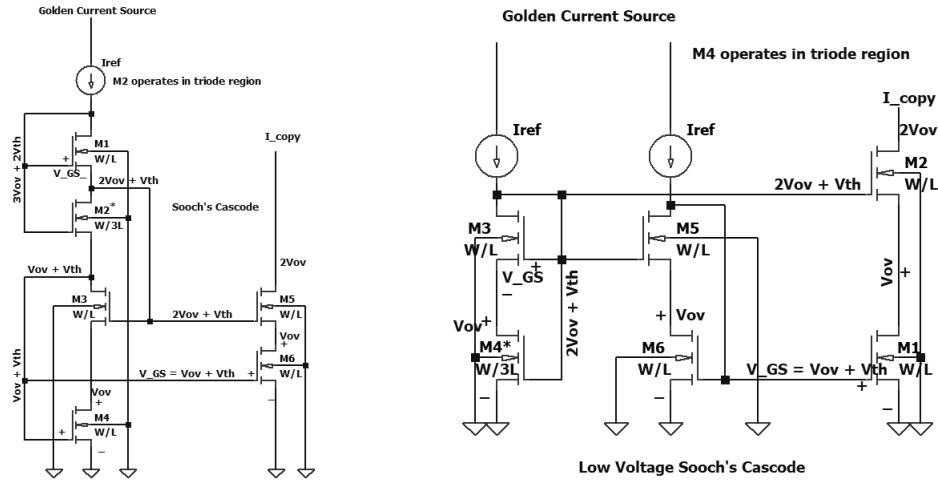 Golden Current Source
Iref
M2 operates in triode region
3Vov + 2Vth
M1
+
W/L
V_GS_
2Vov + Vth
M2*
W/3L
Sooch's Cascode
I_copy
Vov + Vth
2Vov
M3
W/L
2Vov + Vth
M5
W/L
Vov
+
Vov + Vth
M6
V_GS = Vov + Vth
+
W/L
−
Vov
+
M4
+
W/L
−
Golden Current Source
M4 operates in triode region
I_copy
Iref
Iref
2Vov
M2
2Vov + Vth
W/L
M3
M5
W/L
W/L
+
V_GS
−
2Vov + Vth
Vov
+
Vov
+
+
Vov
M4*
W/3L
M6
W/L
M1
V_GS = Vov + Vth
W/L
+
−
−
−
Low Voltage Sooch's Cascode